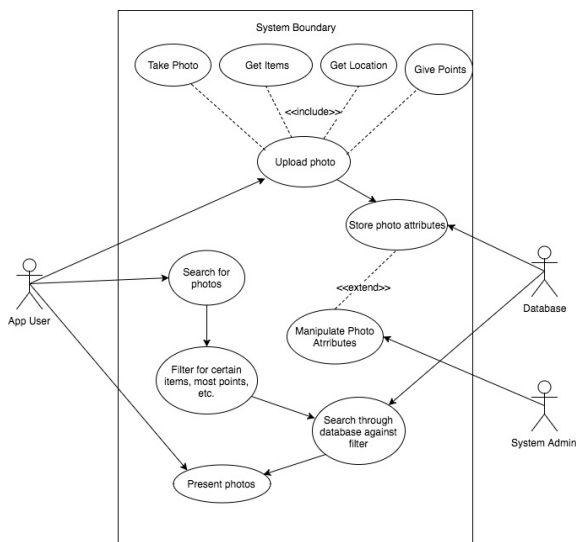 System Boundary
Take Photo
Get Items
Get Location
Give Points
<<include>>
Upload photo
Store photo attributes
Search for
photos
<<extend>>
App User
Database
Manipulate Photo
Atrributes
Filter for certain
items, most points,
etc.
Search through
database against
filter
System Admin
Present photos